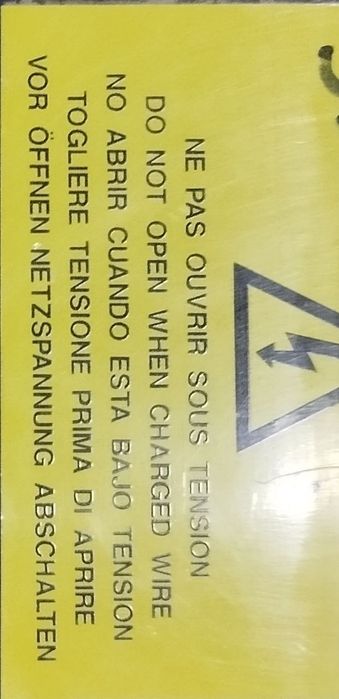 NE PAS OUVRIR SOUS TENSION
DO NOT OPEN WHEN CHARGED WIRE
NO ABRIR CUANDO ESTA BAJO TENSION
TOGLIERE TENSIONE PRIMA DI APRIRE
VOR ÖFFNEN NETZSPANNUNG ABSCHALTEN